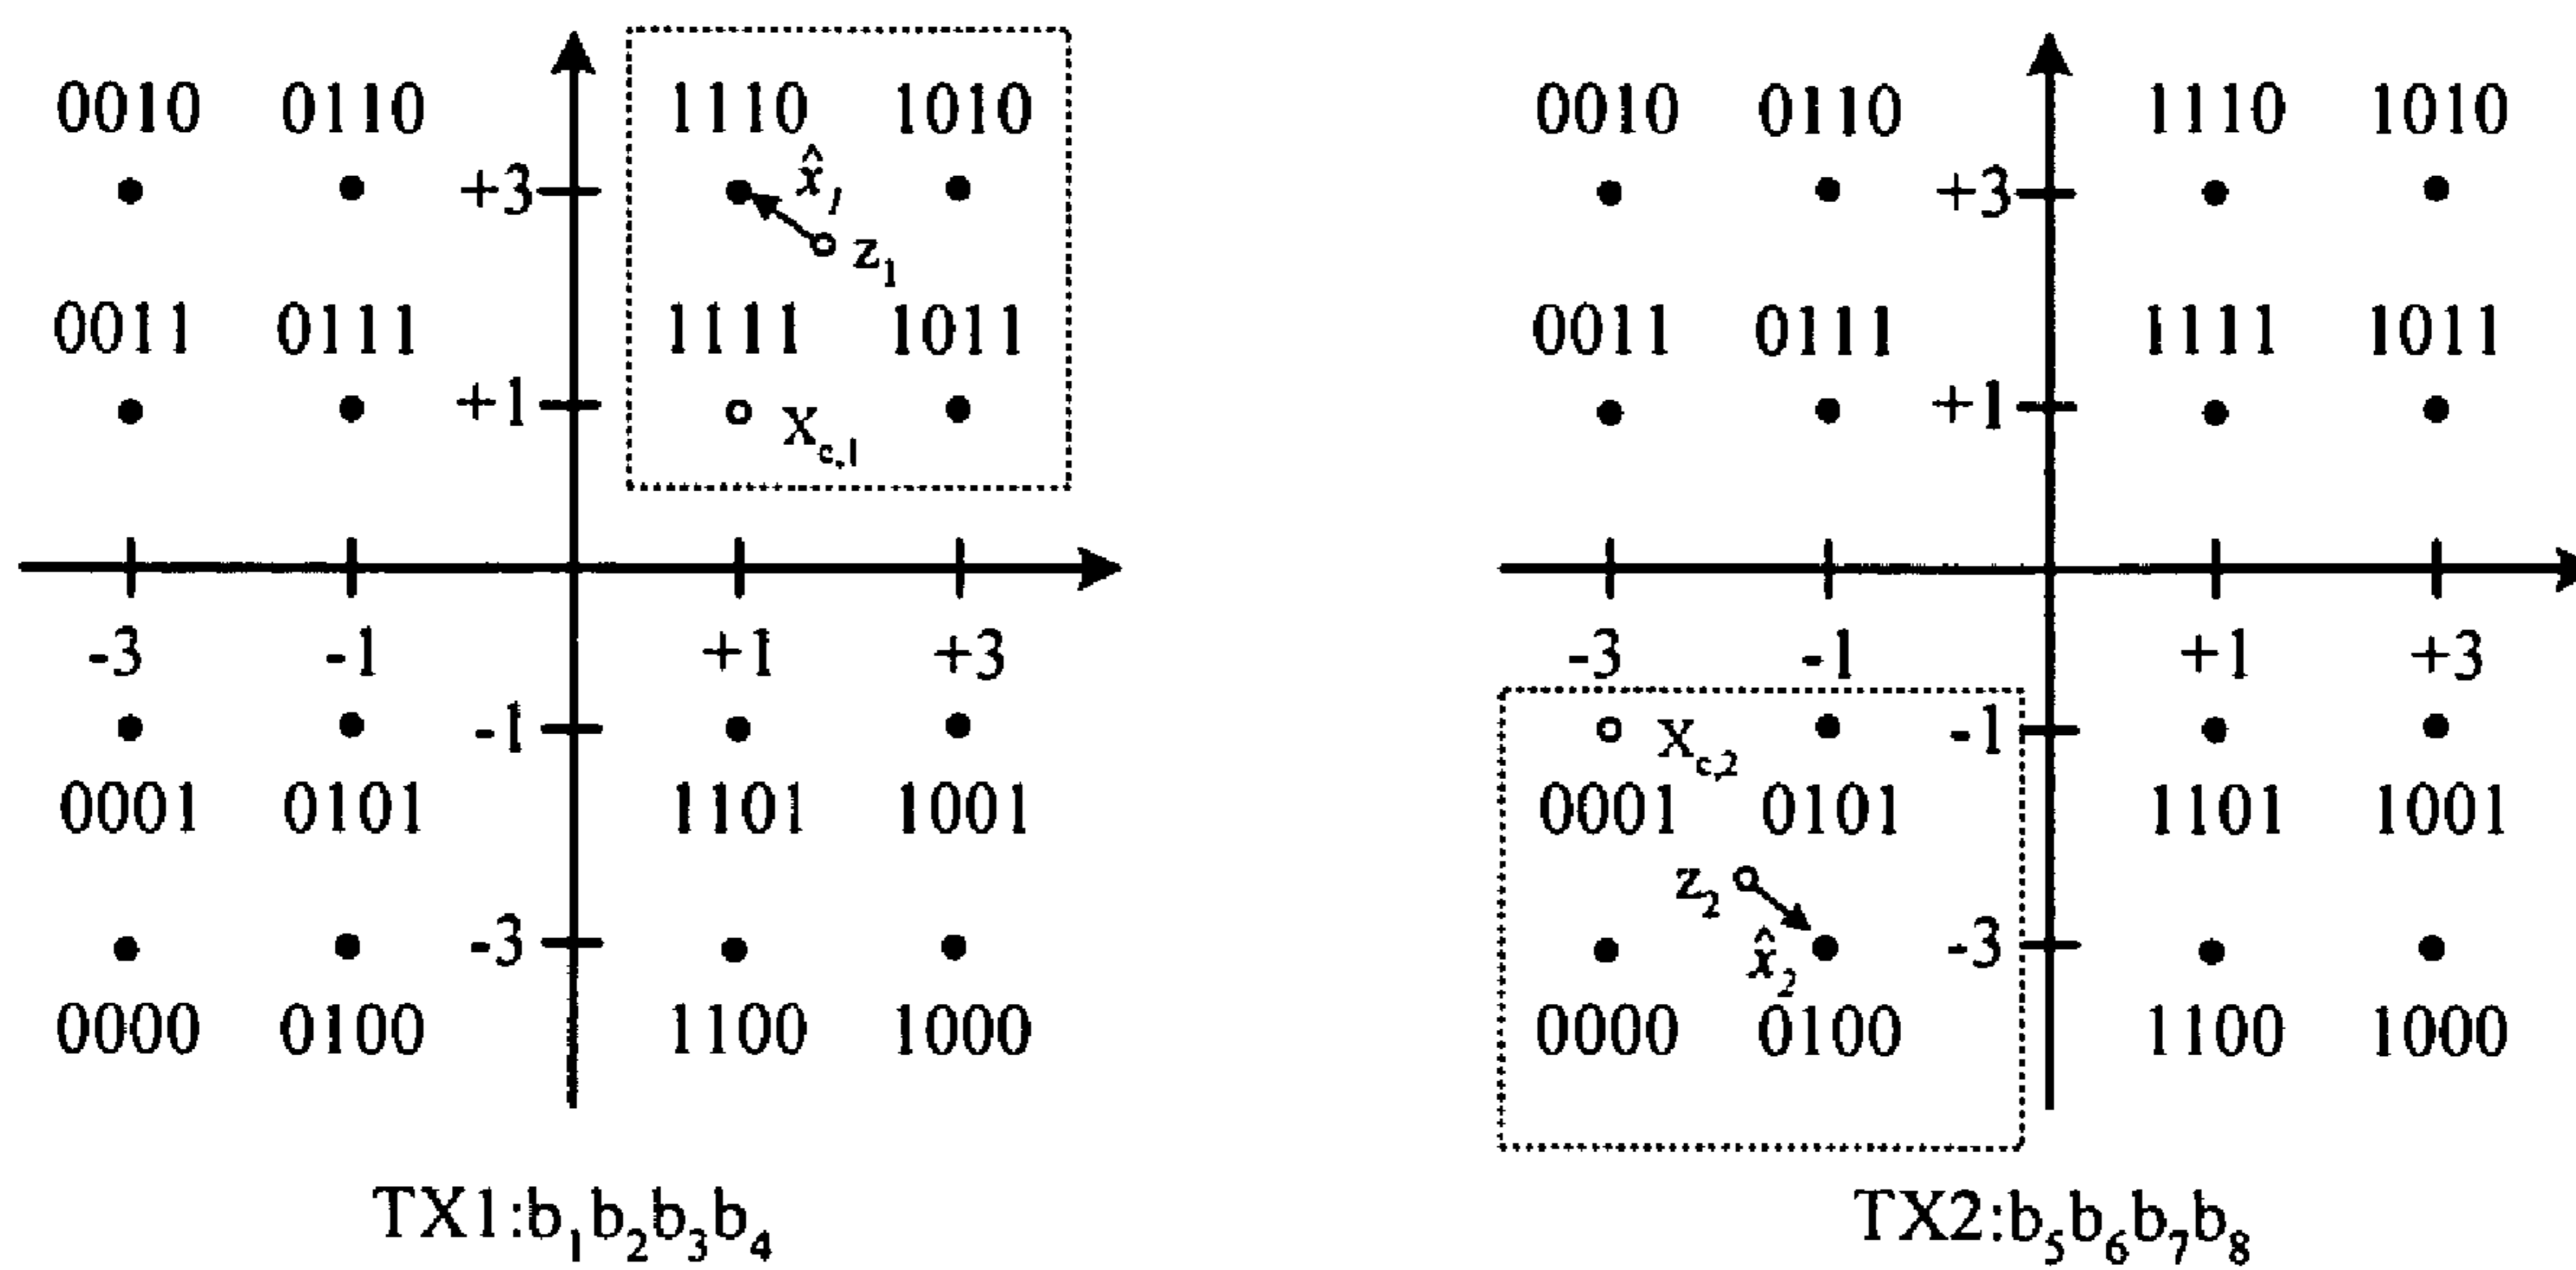 0010 0110 1110 1010 0010 0110 1110 1010
+3 x̂₁ +3
z₁
0011 0111 1111 1011 0011 0111 1111 1011
+1 X_{c,1} +1
-3 -1 +1 +3 -3 -1 +1 +3
-1 X_{c,2} -1
0001 0101 1101 1001 0001 0101 1101 1001
z₂
-3 x̂₂ -3
0000 0100 1100 1000 0000 0100 1100 1000
TX1:b₁b₂b₃b₄ TX2:b₅b₆b₇b₈